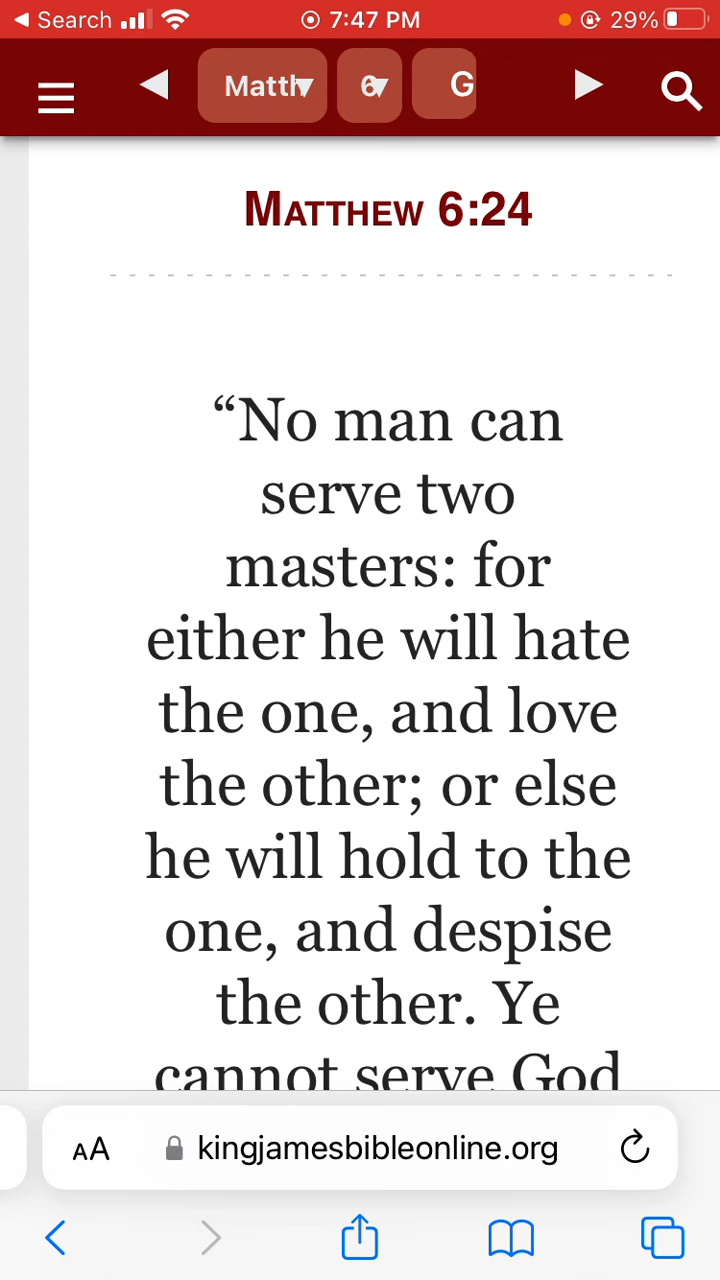 Search 7:47 PM 29%
Matth 6 G
MATTHEW 6:24
“No man can
serve two
masters: for
either he will hate
the one, and love
the other; or else
he will hold to the
one, and despise
the other. Ye
cannot serve God
AA kingjamesbibleonline.org